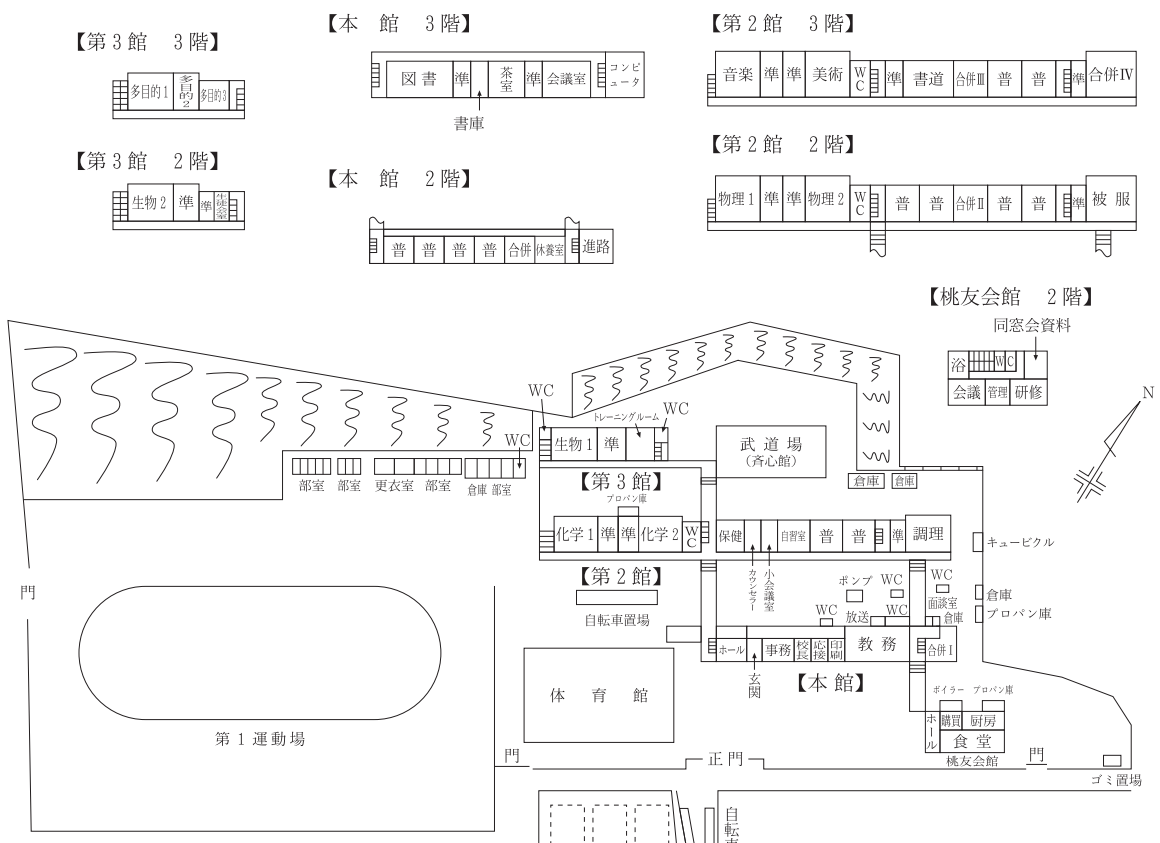 【第3館 3階】
多目的1
多目的2
多目的3
【本 館 3階】
図書
準
茶室
準
会議室
コンピュータ
書庫
【第2館 3階】
音楽
準
準
美術
WC
準
書道
合併Ⅲ
普
普
準
合併Ⅳ
【第3館 2階】
生物2
準
準
生徒会室
【本 館 2階】
普
普
普
普
合併
休養室
進路
【第2館 2階】
物理1
準
準
物理2
WC
普
普
合併Ⅱ
普
普
準
被服
【桃友会館 2階】
同窓会資料
浴
WC
会議
管理
研修
N
WC
生物1
準
トレーニングルーム
WC
【第3館】
武道場
(斉心館)
倉庫
倉庫
WC
部室
部室
更衣室
部室
倉庫
部室
プロパン庫
化学1
準
準
化学2
WC
保健
カウンセラー
小会議室
自習室
普
普
準
調理
【第2館】
自転車置場
キュービクル
倉庫
プロパン庫
ポンプ
WC
WC
面談室
WC
放送
WC
倉庫
ホール
玄関
事務
校長
応接
印刷
教務
合併Ⅰ
【本館】
門
第1運動場
体育館
ボイラー
プロパン庫
ホール
購買
厨房
食堂
桃友会館
門
正門
門
ゴミ置場
自転車